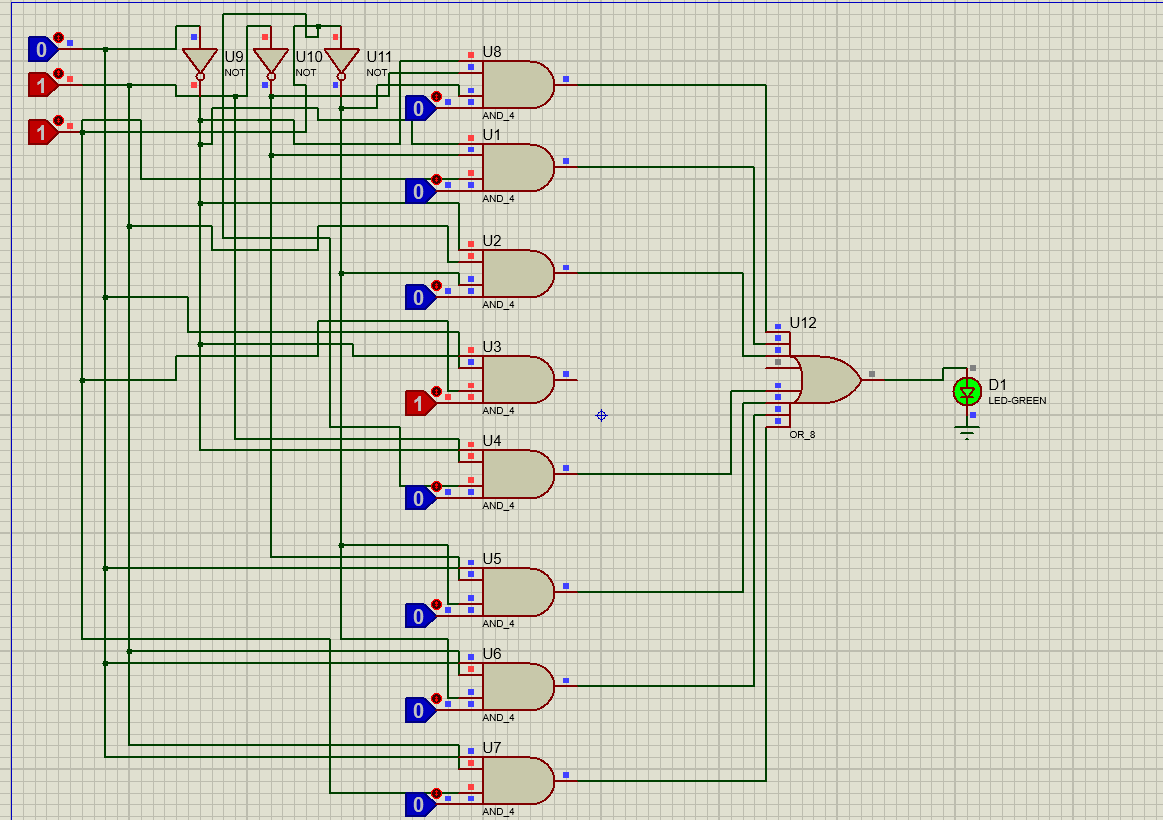 0
1
1
U9
NOT
U10
NOT
U11
NOT
U8
0
AND_4
U1
0
AND_4
U2
0
AND_4
U3
1
AND_4
U4
0
AND_4
U5
0
AND_4
U6
0
AND_4
U7
0
AND_4
U12
OR_8
D1
LED-GREEN